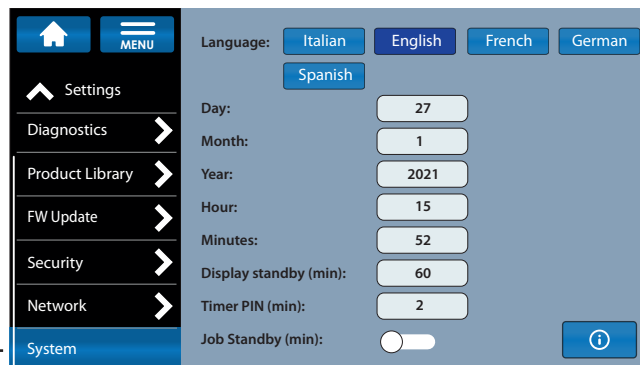 MENU
Settings
Diagnostics
Product Library
FW Update
Security
Network
System
Language: Italian English French German
Spanish
Day: 27
Month: 1
Year: 2021
Hour: 15
Minutes: 52
Display standby (min): 60
Timer PIN (min): 2
Job Standby (min):